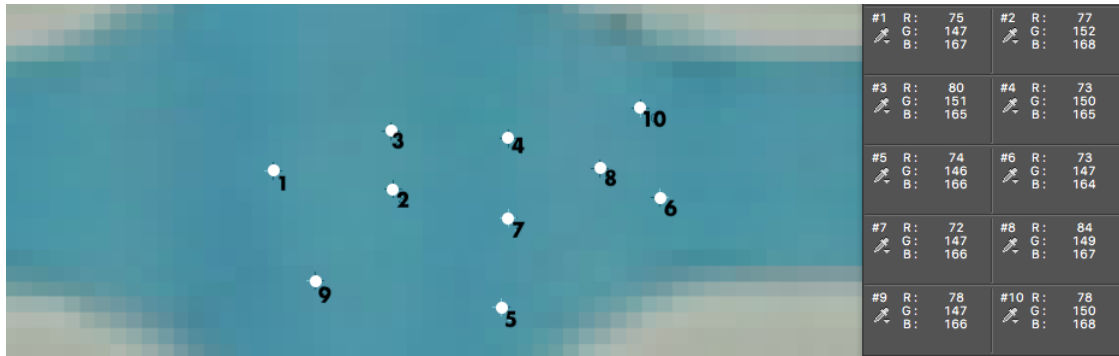 1
2
3
4
5
6
7
8
9
10
#1 R: 75 #2 R: 77
G: 147 G: 152
B: 167 B: 168
#3 R: 80 #4 R: 73
G: 151 G: 150
B: 165 B: 165
#5 R: 74 #6 R: 73
G: 146 G: 147
B: 166 B: 164
#7 R: 72 #8 R: 84
G: 147 G: 149
B: 166 B: 167
#9 R: 78 #10 R: 78
G: 147 G: 150
B: 166 B: 168